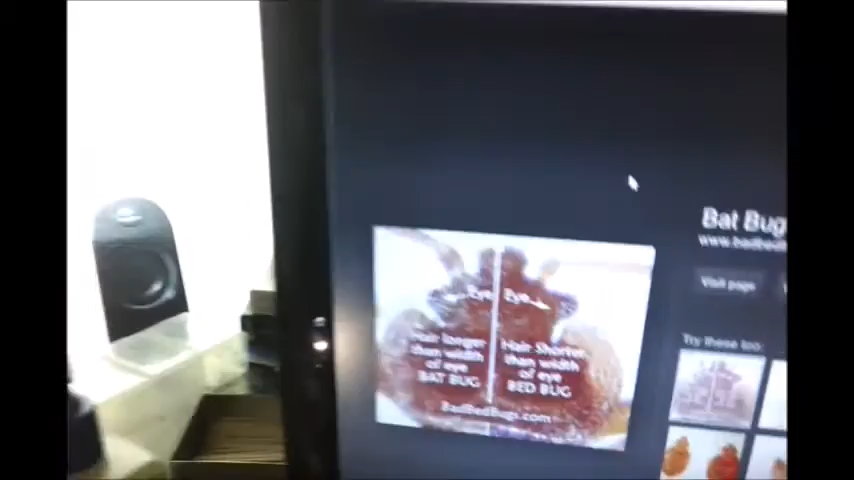 Bat Bug
www.badbedb
Visit page
Eye
Eye
Hair longer
than width
of eye
BAT BUG
Hair Shorter
than width
of eye
BED BUG
BadBedBugs.com
Try these too: